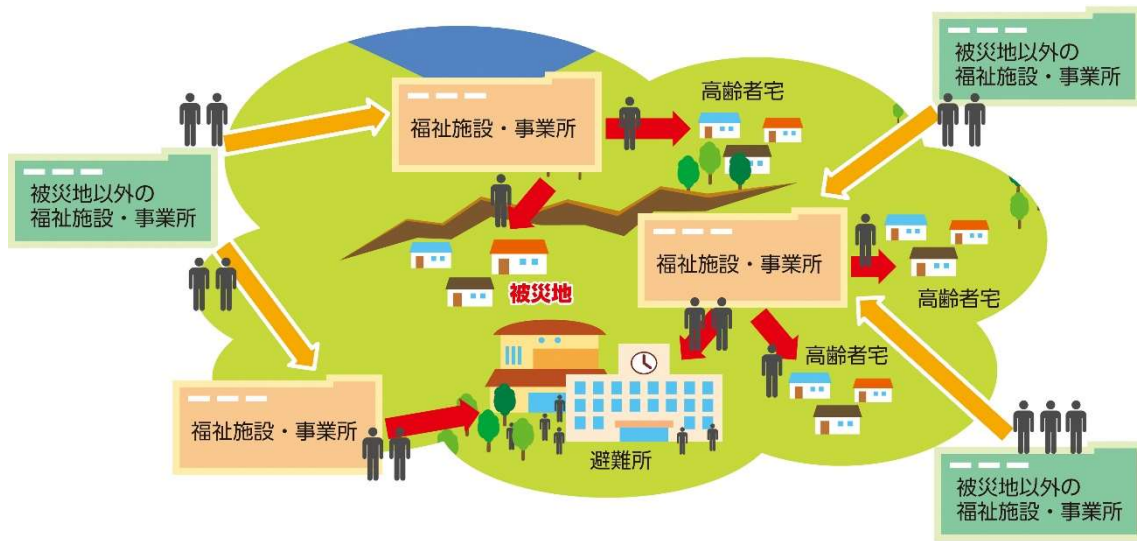 被災地以外の
福祉施設・事業所
高齢者宅
福祉施設・事業所
被災地以外の
福祉施設・事業所
福祉施設・事業所
被災地
高齢者宅
高齢者宅
福祉施設・事業所
避難所
被災地以外の
福祉施設・事業所